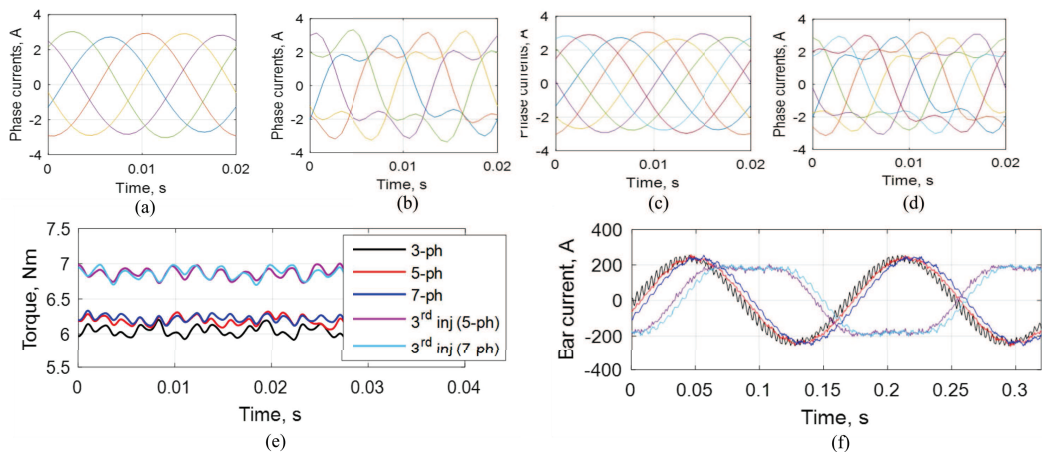 (a)
Phase currents, A
4
2
0
-2
-4
0
0.01
0.02
Time, s
(b)
Phase currents, A
4
2
0
-2
-4
0
0.01
0.02
Time, s
(c)
Phase currents, A
4
2
0
-2
-4
0
0.01
0.02
Time, s
(d)
Phase currents, A
4
2
0
-2
-4
0
0.01
0.02
Time, s
(a)
(b)
(c)
(d)
Torque, Nm
7.5
7
6.5
6
5.5
0
0.01
0.02
0.03
0.04
Time, s
3-ph
5-ph
7-ph
3rd inj (5-ph)
3rd inj (7 ph)
(e)
Ear current, A
400
200
0
-200
-400
0
0.05
0.1
0.15
0.2
0.25
0.3
Time, s
(f)